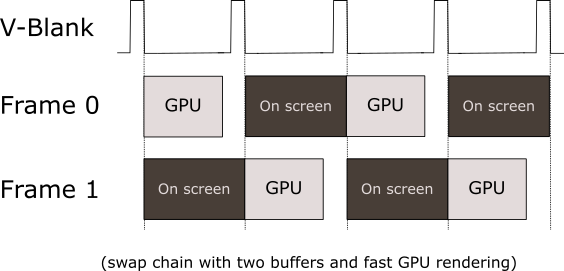 V-Blank
Frame 0
GPU
On screen
GPU
On screen
Frame 1
On screen
GPU
On screen
GPU
(swap chain with two buffers and fast GPU rendering)